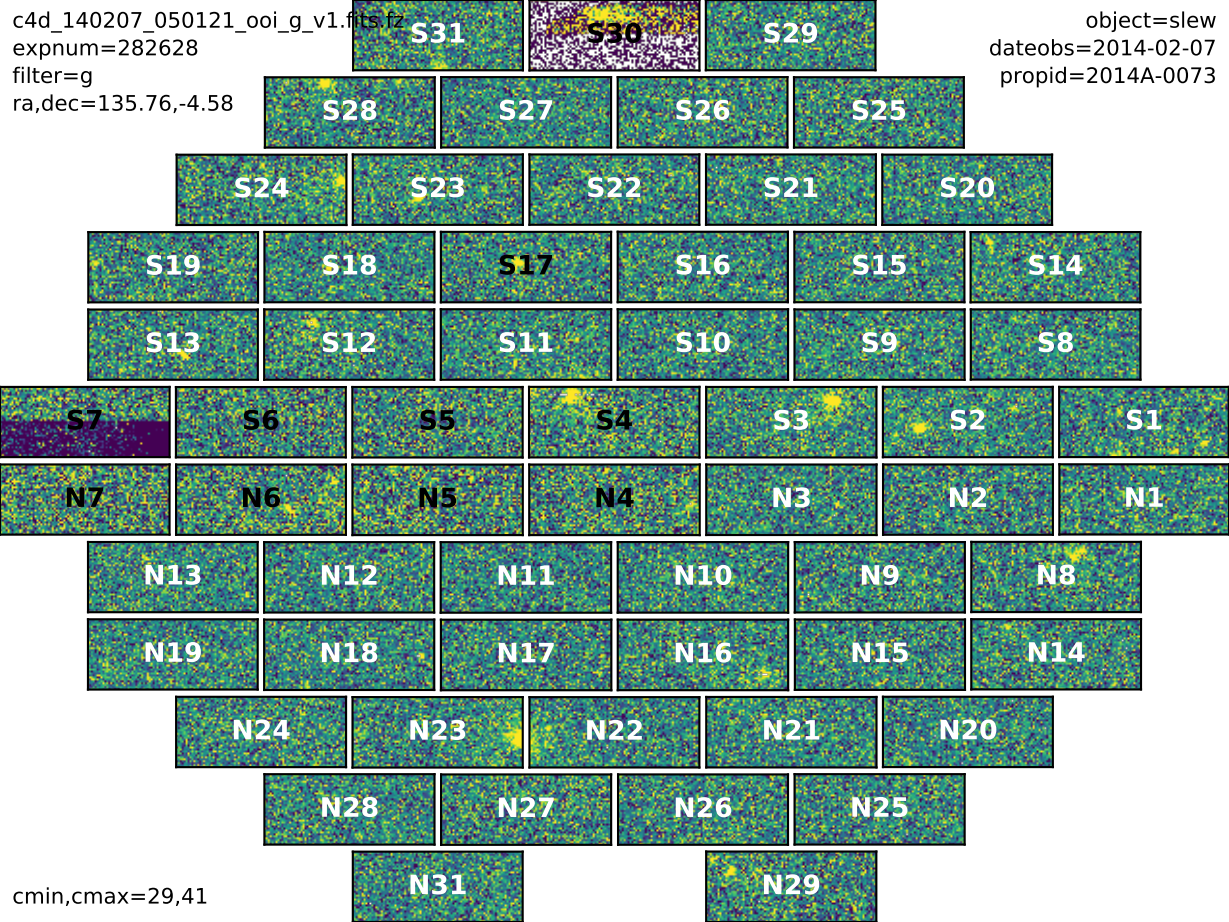 c4d_140207_050121_ooi_g_v1.fits.fz
expnum=282628
filter=g
ra,dec=135.76,-4.58
object=slew
dateobs=2014-02-07
propid=2014A-0073
S31 S30 S29
S28 S27 S26 S25
S24 S23 S22 S21 S20
S19 S18 S17 S16 S15 S14
S13 S12 S11 S10 S9 S8
S7 S6 S5 S4 S3 S2 S1
N7 N6 N5 N4 N3 N2 N1
N13 N12 N11 N10 N9 N8
N19 N18 N17 N16 N15 N14
N24 N23 N22 N21 N20
N28 N27 N26 N25
N31 N29
cmin,cmax=29,41